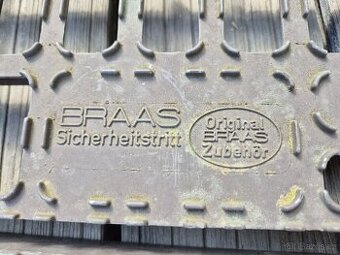 BRAAS
Sicherheitstritt
Original
BRAAS
Zubehör